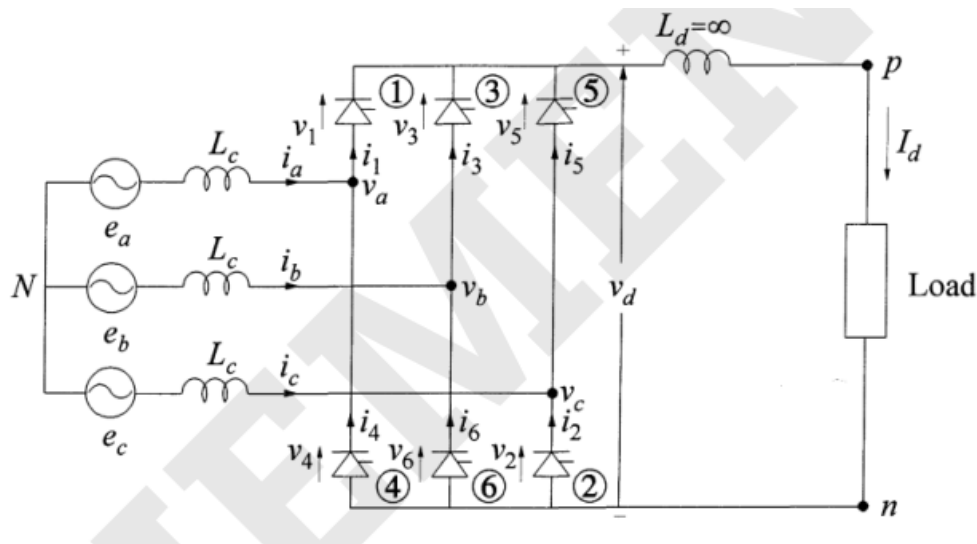 L_d=∞
+
p
①
③
⑤
v_1
v_3
v_5
I_d
L_c
i_a
i_1
i_3
i_5
v_a
e_a
N
L_c
i_b
v_b
v_d
Load
e_b
L_c
i_c
v_c
e_c
i_4
i_6
i_2
v_4
v_6
v_2
④
⑥
②
−
n